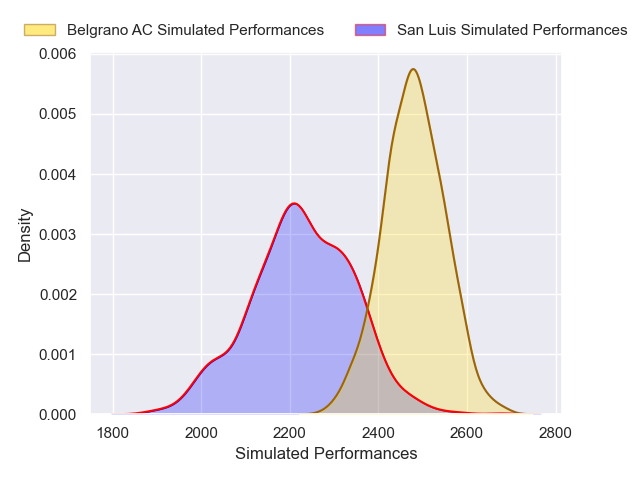 Belgrano AC Simulated Performances San Luis Simulated Performances
0.006
0.005
0.004
0.003
0.002
0.001
0.000
Density
1800 2000 2200 2400 2600 2800
Simulated Performances